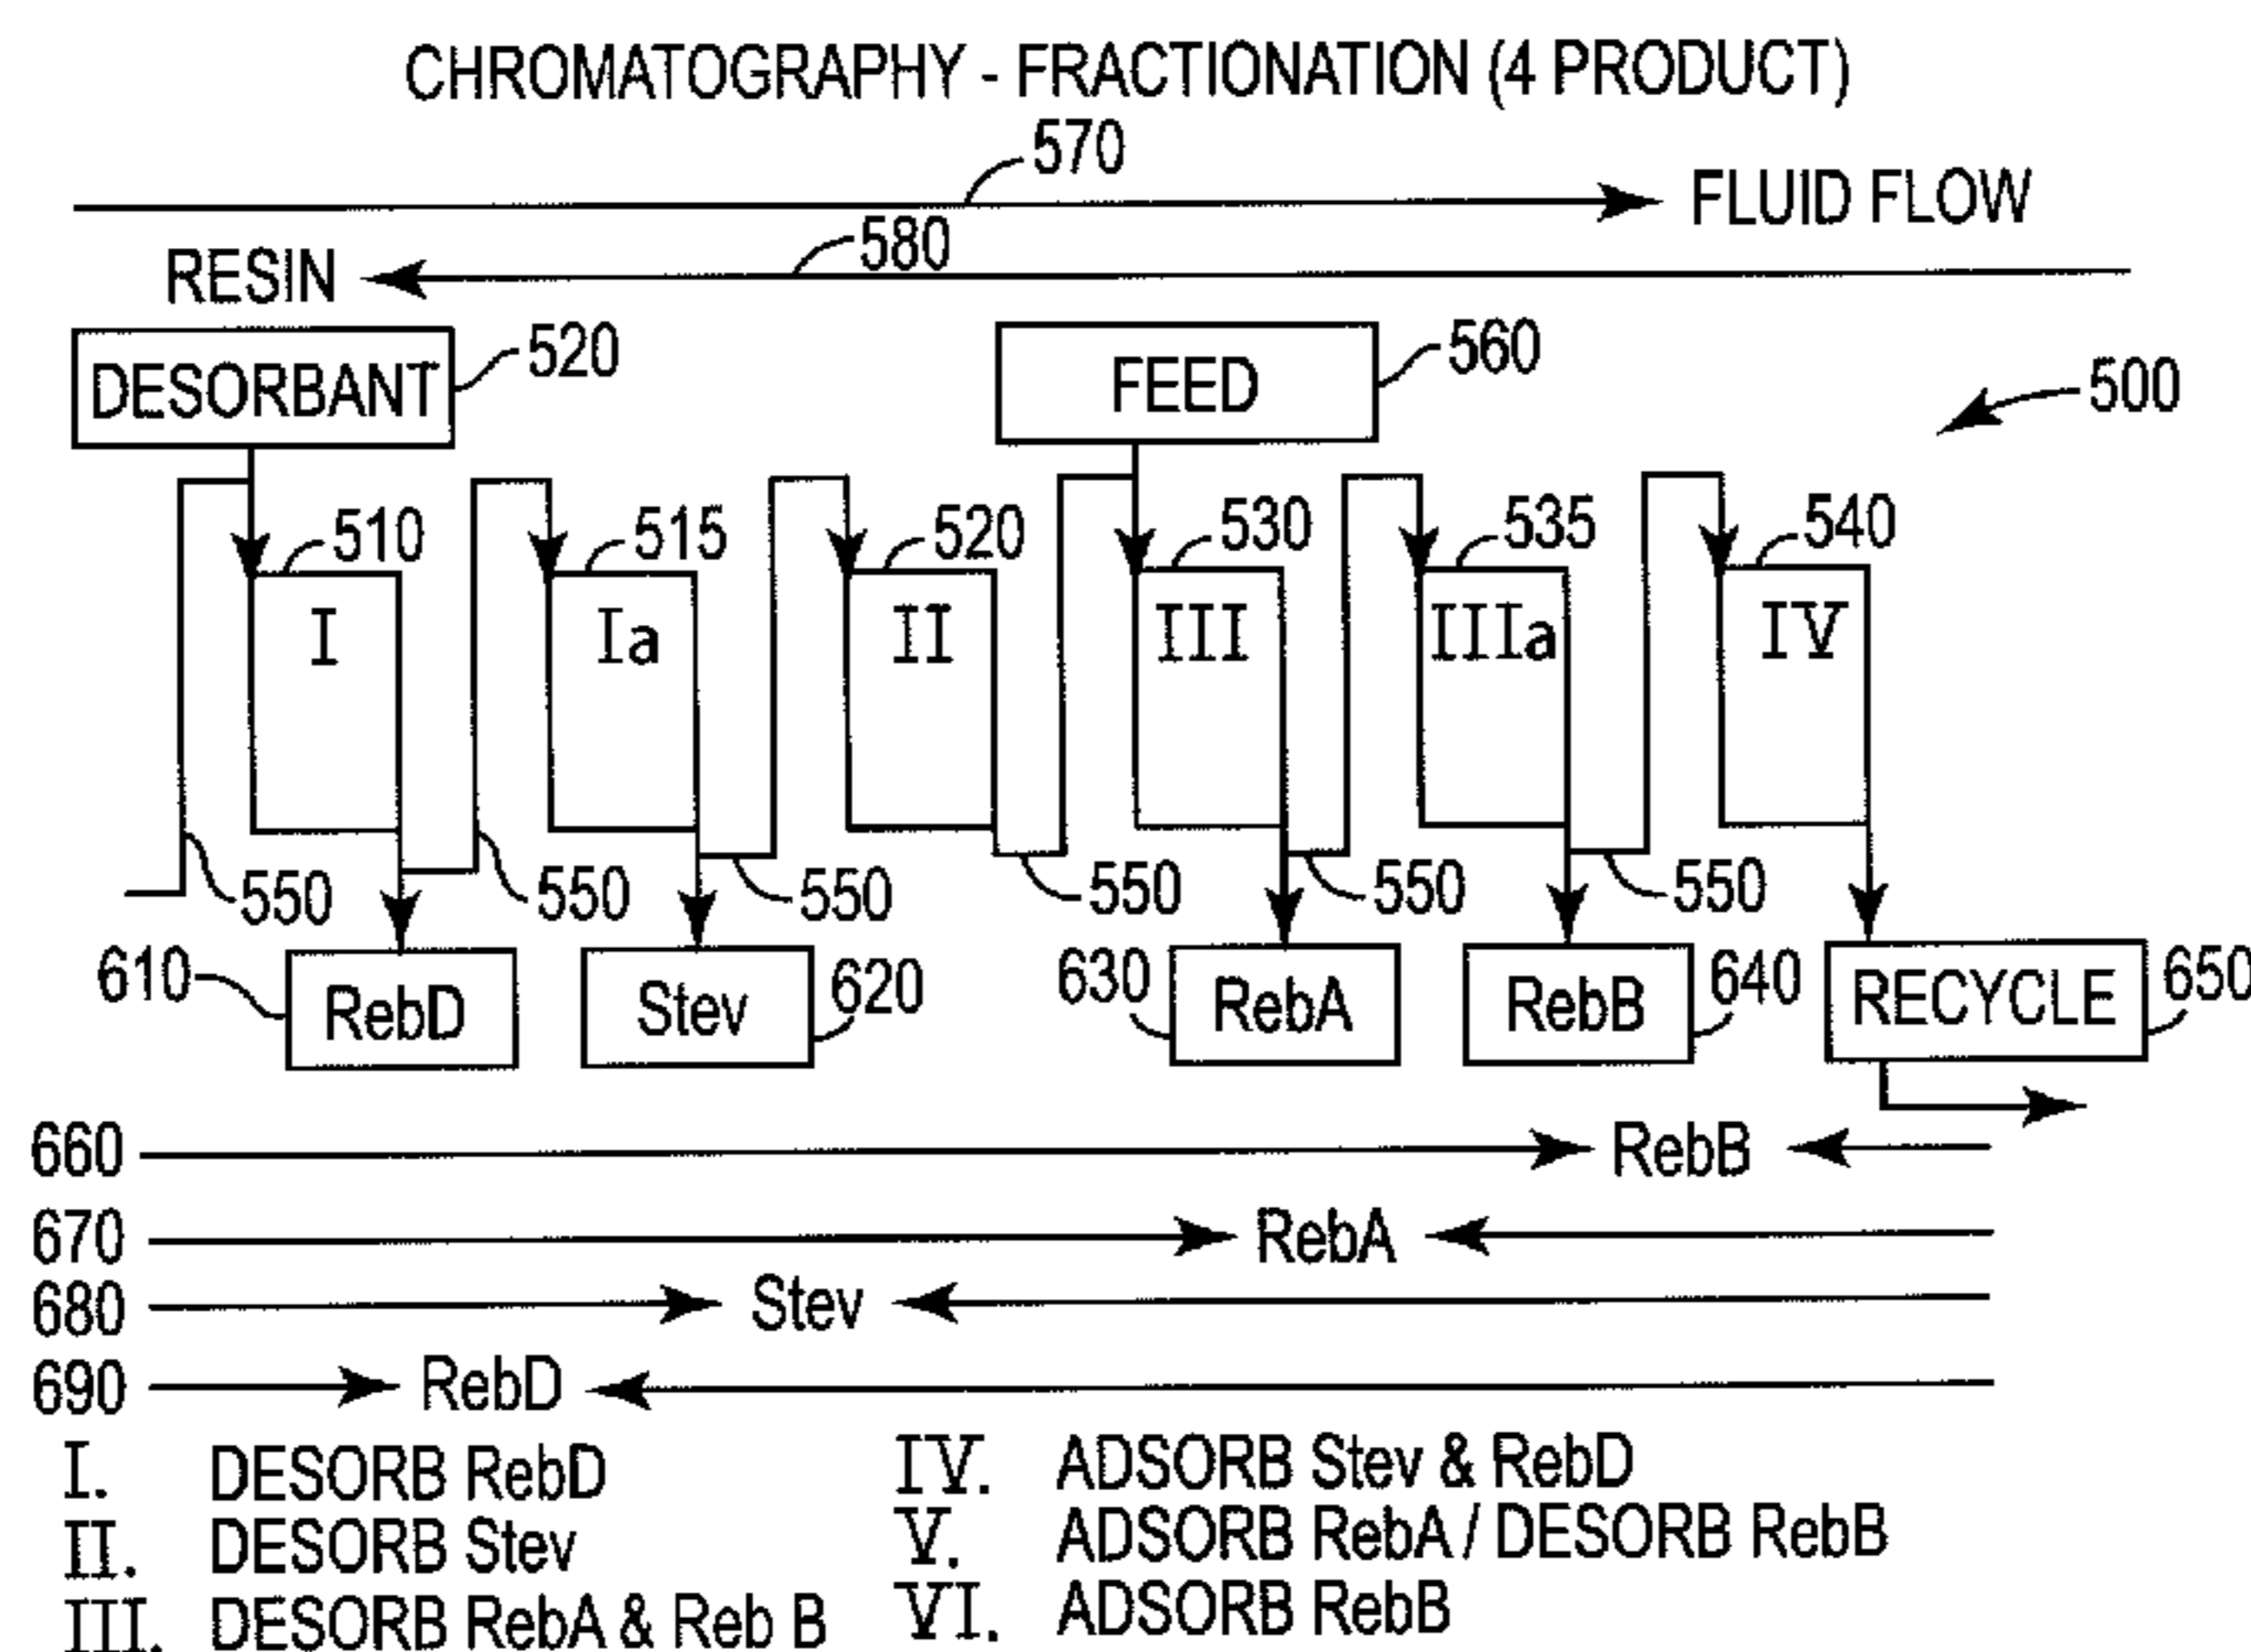 CHROMATOGRAPHY - FRACTIONATION (4 PRODUCT)
570
FLUID FLOW
580
RESIN
DESORBANT 520
FEED 560
500
510 515 520 530 535 540
I Ia II III IIIa IV
550 550 550 550 550 550
610 RebD Stev 620 630 RebA RebB 640 RECYCLE 650
660 RebB
670 RebA
680 Stev
690 RebD
I. DESORB RebD
II. DESORB Stev
III. DESORB RebA & Reb B
IV. ADSORB Stev & RebD
V. ADSORB RebA / DESORB RebB
VI. ADSORB RebB